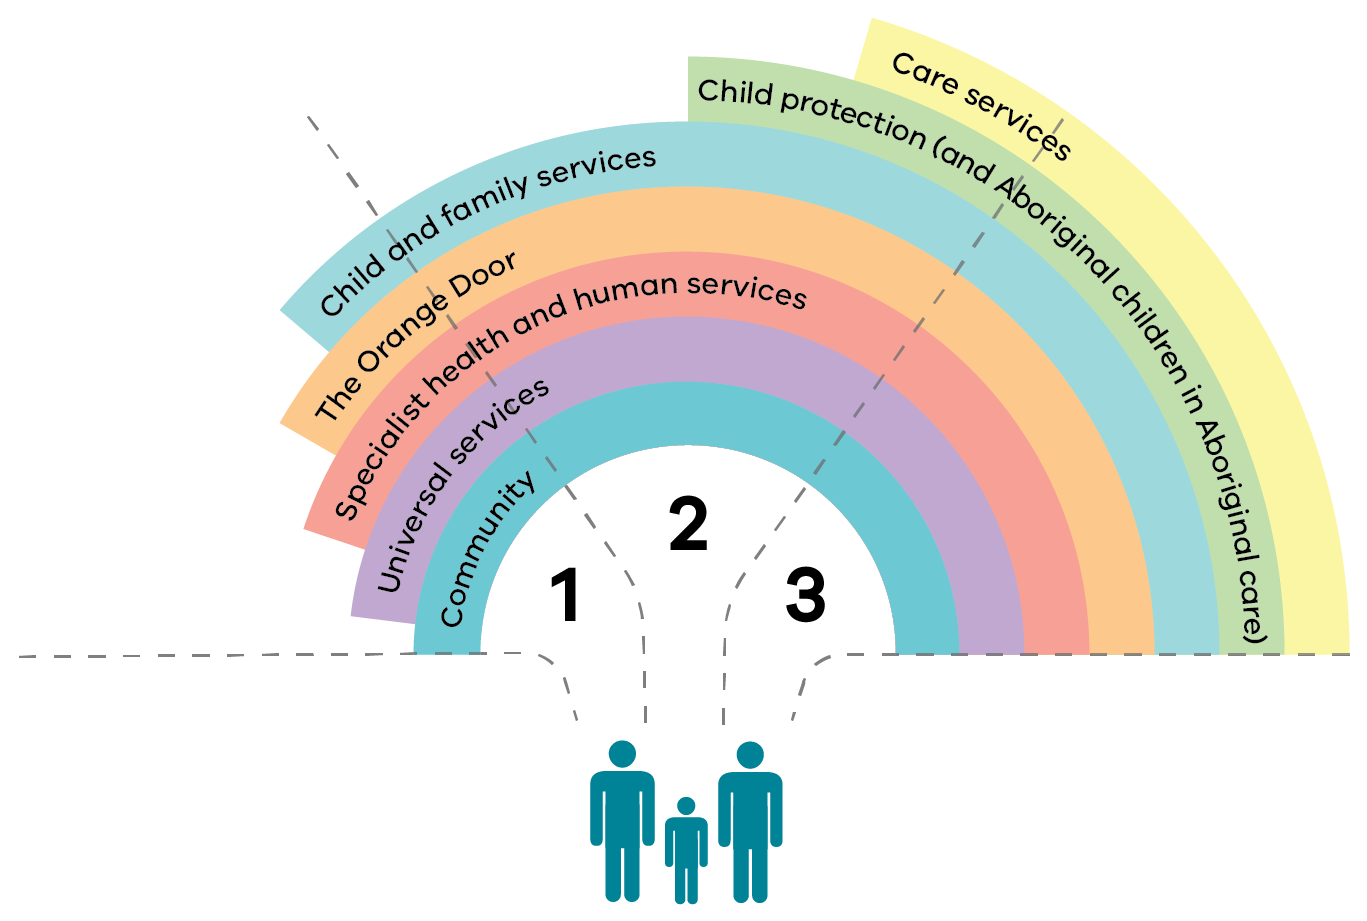 Care services
Child protection (and Aboriginal children in Aboriginal care)
Child and family services
The Orange Door
Specialist health and human services
Universal services
Community
1
2
3